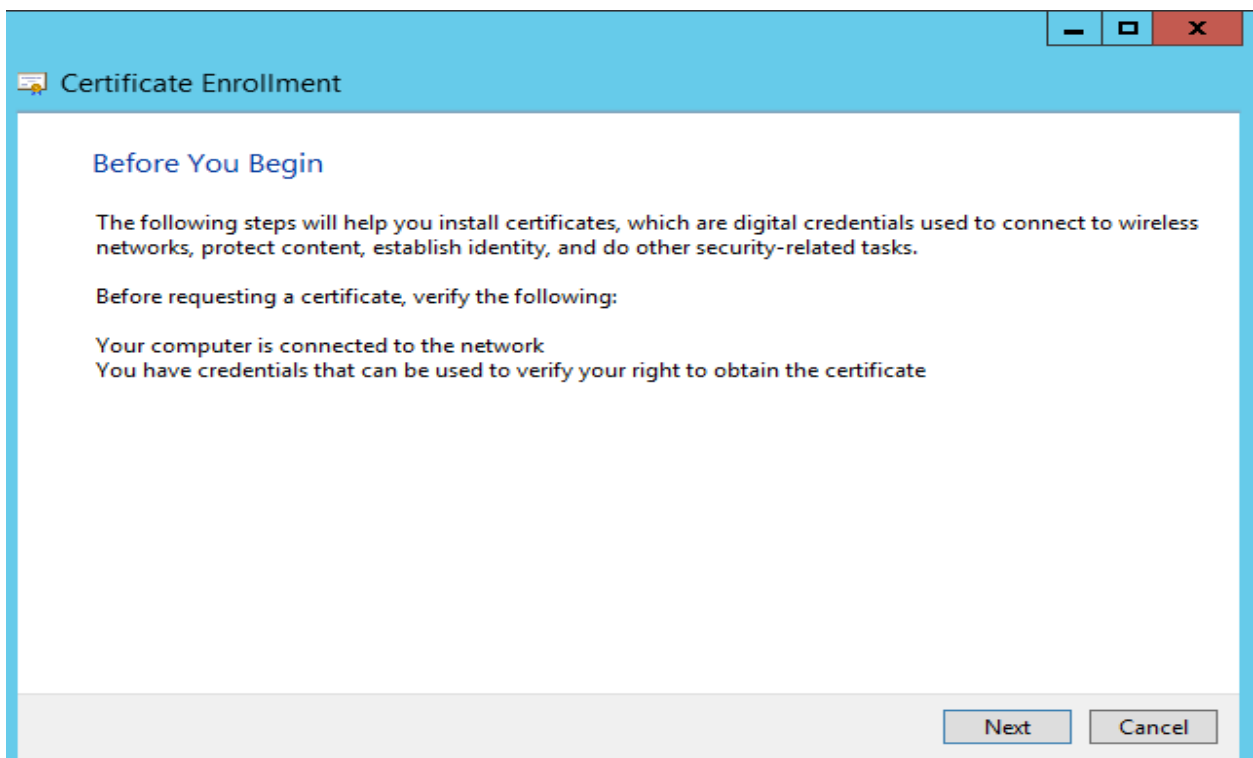 Certificate Enrollment
Before You Begin
The following steps will help you install certificates, which are digital credentials used to connect to wireless
networks, protect content, establish identity, and do other security-related tasks.
Before requesting a certificate, verify the following:
Your computer is connected to the network
You have credentials that can be used to verify your right to obtain the certificate
Next
Cancel